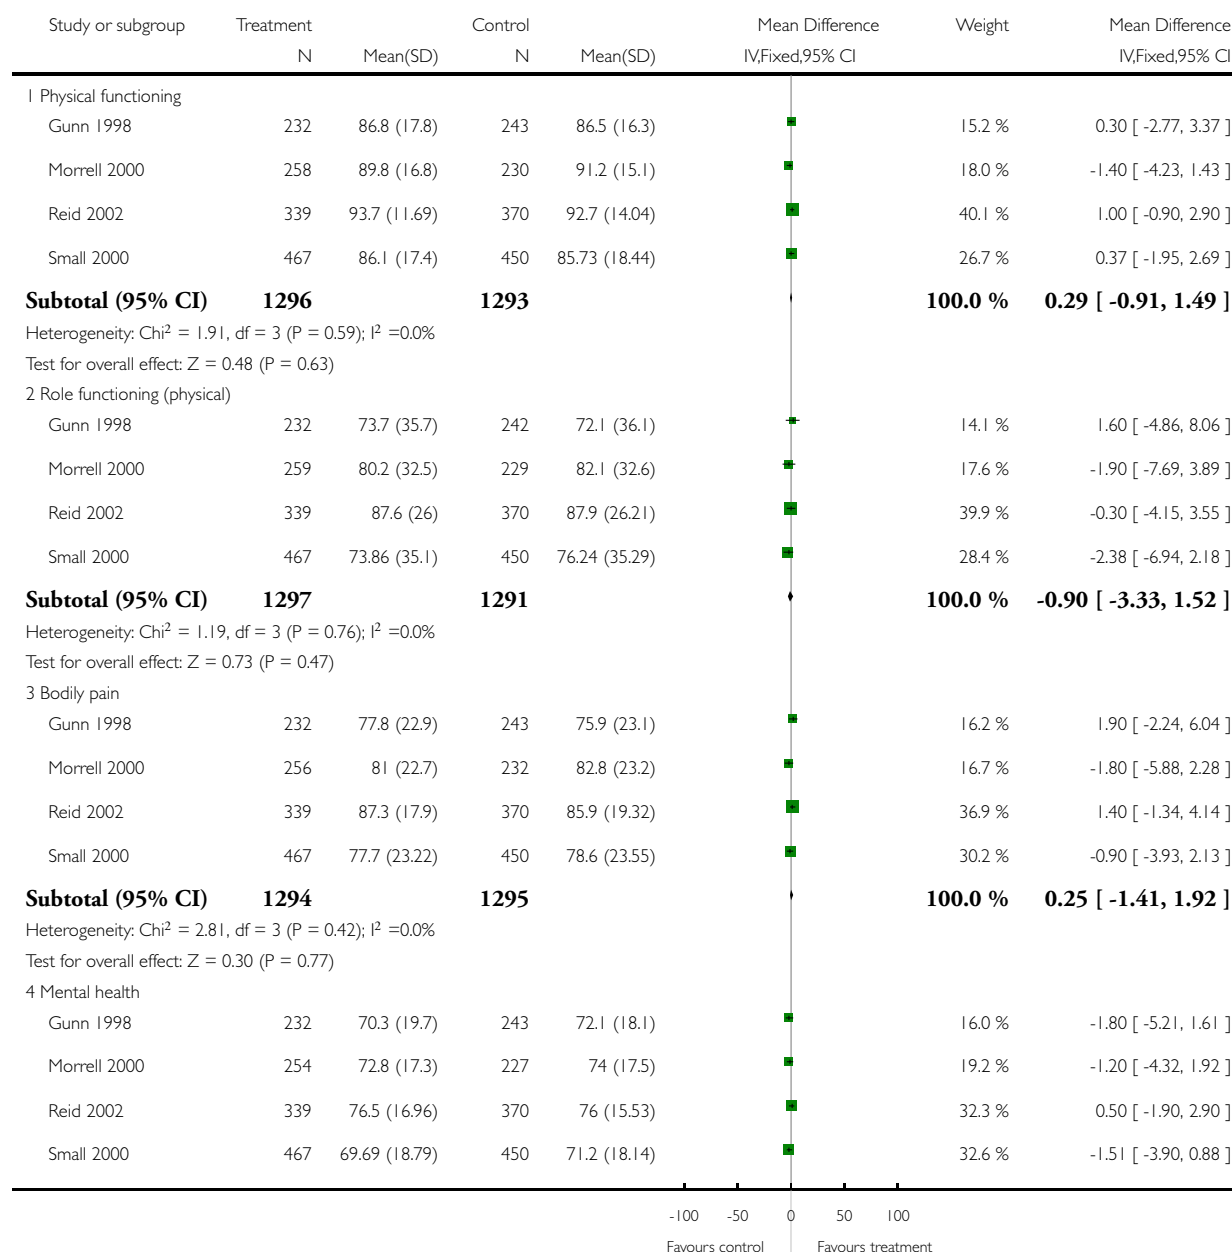 Study or subgroup Treatment Control Mean Difference Weight Mean Difference
N Mean(SD) N Mean(SD) IV,Fixed,95% CI IV,Fixed,95% CI
1 Physical functioning
Gunn 1998 232 86.8 (17.8) 243 86.5 (16.3) 15.2 % 0.30 [ -2.77, 3.37 ]
Morrell 2000 258 89.8 (16.8) 230 91.2 (15.1) 18.0 % -1.40 [ -4.23, 1.43 ]
Reid 2002 339 93.7 (11.69) 370 92.7 (14.04) 40.1 % 1.00 [ -0.90, 2.90 ]
Small 2000 467 86.1 (17.4) 450 85.73 (18.44) 26.7 % 0.37 [ -1.95, 2.69 ]
Subtotal (95% CI) 1296 1293 100.0 % 0.29 [ -0.91, 1.49 ]
Heterogeneity: Chi² = 1.91, df = 3 (P = 0.59); I² =0.0%
Test for overall effect: Z = 0.48 (P = 0.63)
2 Role functioning (physical)
Gunn 1998 232 73.7 (35.7) 242 72.1 (36.1) 14.1 % 1.60 [ -4.86, 8.06 ]
Morrell 2000 259 80.2 (32.5) 229 82.1 (32.6) 17.6 % -1.90 [ -7.69, 3.89 ]
Reid 2002 339 87.6 (26) 370 87.9 (26.21) 39.9 % -0.30 [ -4.15, 3.55 ]
Small 2000 467 73.86 (35.1) 450 76.24 (35.29) 28.4 % -2.38 [ -6.94, 2.18 ]
Subtotal (95% CI) 1297 1291 100.0 % -0.90 [ -3.33, 1.52 ]
Heterogeneity: Chi² = 1.19, df = 3 (P = 0.76); I² =0.0%
Test for overall effect: Z = 0.73 (P = 0.47)
3 Bodily pain
Gunn 1998 232 77.8 (22.9) 243 75.9 (23.1) 16.2 % 1.90 [ -2.24, 6.04 ]
Morrell 2000 256 81 (22.7) 232 82.8 (23.2) 16.7 % -1.80 [ -5.88, 2.28 ]
Reid 2002 339 87.3 (17.9) 370 85.9 (19.32) 36.9 % 1.40 [ -1.34, 4.14 ]
Small 2000 467 77.7 (23.22) 450 78.6 (23.55) 30.2 % -0.90 [ -3.93, 2.13 ]
Subtotal (95% CI) 1294 1295 100.0 % 0.25 [ -1.41, 1.92 ]
Heterogeneity: Chi² = 2.81, df = 3 (P = 0.42); I² =0.0%
Test for overall effect: Z = 0.30 (P = 0.77)
4 Mental health
Gunn 1998 232 70.3 (19.7) 243 72.1 (18.1) 16.0 % -1.80 [ -5.21, 1.61 ]
Morrell 2000 254 72.8 (17.3) 227 74 (17.5) 19.2 % -1.20 [ -4.32, 1.92 ]
Reid 2002 339 76.5 (16.96) 370 76 (15.53) 32.3 % 0.50 [ -1.90, 2.90 ]
Small 2000 467 69.69 (18.79) 450 71.2 (18.14) 32.6 % -1.51 [ -3.90, 0.88 ]
-100 -50 0 50 100
Favours control Favours treatment